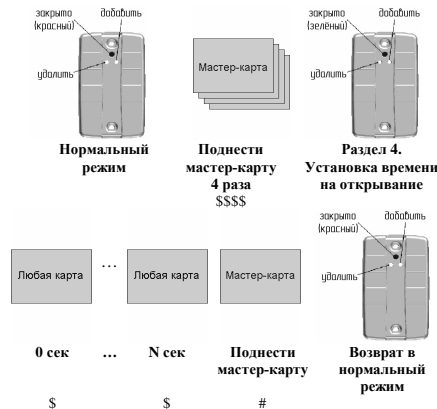 закрыто
(красный)
добавить
удалить
Нормальный
режим
Мастер-карта
Поднести
мастер-карту
4 раза
$$$$
закрыто
(зелёный)
добавить
удалить
Раздел 4.
Установка времени
на открывание
Любая карта
0 сек
$
...
...
Любая карта
N сек
$
Мастер-карта
Поднести
мастер-карту
#
закрыто
(красный)
добавить
удалить
Возврат в
нормальный
режим